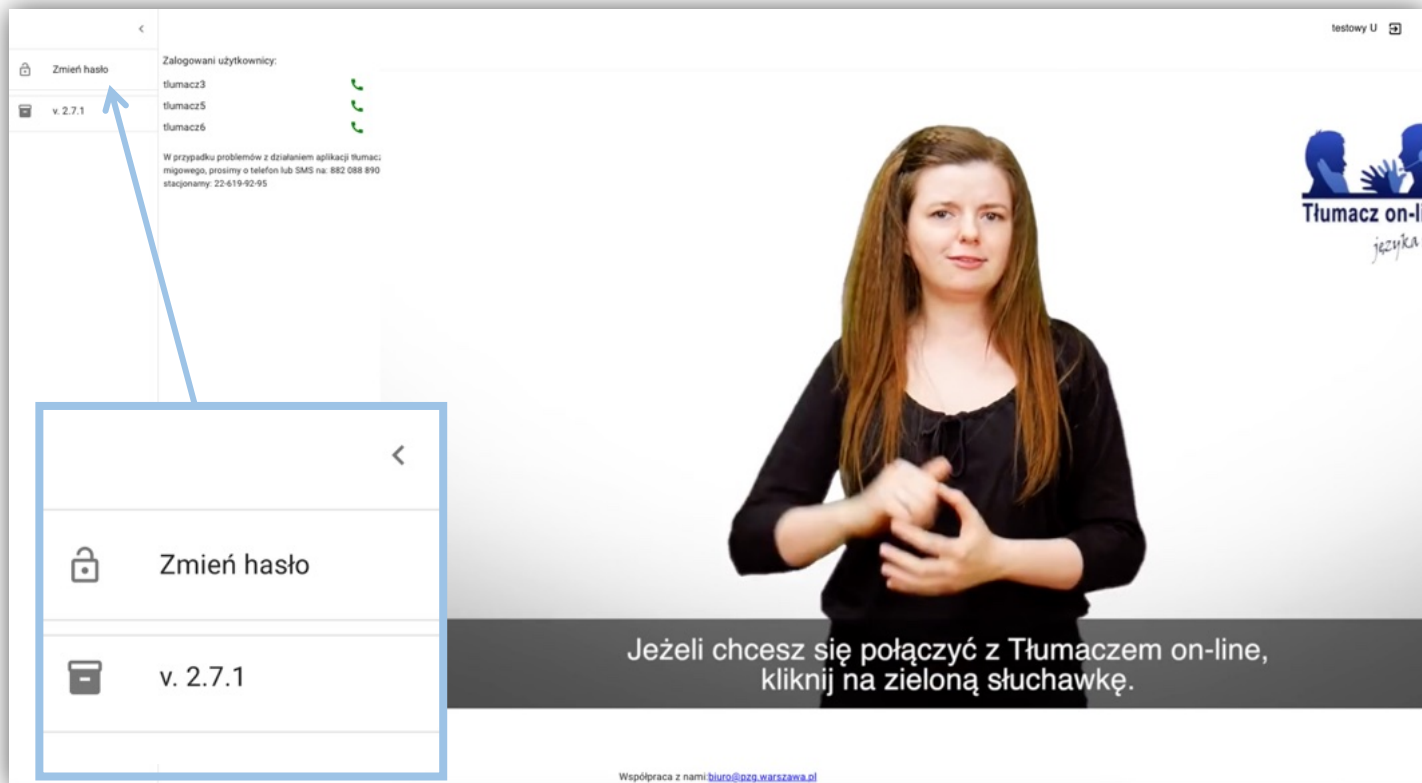 testowy U
Zmień hasło
v. 2.7.1
Zalogowani użytkownicy:
tlumacz3
tlumacz5
tlumacz6
W przypadku problemów z działaniem aplikacji tłumacz
migowego, prosimy o telefon lub SMS na: 882 088 890
stacjonarny: 22-619-92-95
Tłumacz on-li
języka
Zmień hasło
v. 2.7.1
Jeżeli chcesz się połączyć z Tłumaczem on-line,
kliknij na zieloną słuchawkę.
Współpraca z nami:biuro@pzg.warszawa.pl